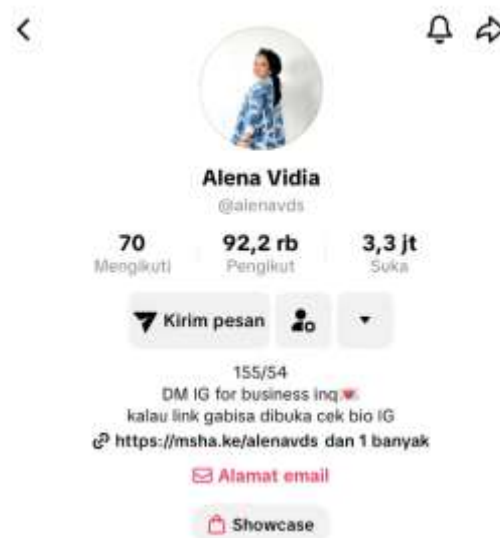 Alena Vidia
@alenavds
70 92,2 rb 3,3 jt
Mengikuti Pengikut Suka
Kirim pesan
155/54
DM IG for business inq💌
kalau link gabisa dibuka cek bio IG
https://msha.ke/alenavds dan 1 banyak
Alamat email
Showcase